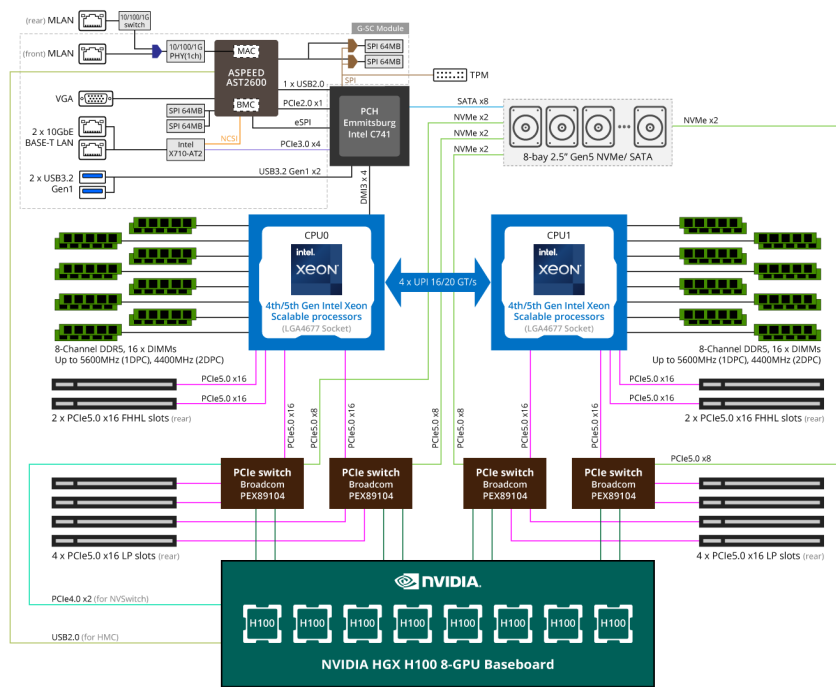 (rear) MLAN
10/100/1G
switch
G-SC Module
(front) MLAN
10/100/1G
PHY(1ch)
MAC
SPI 64MB
SPI 64MB
ASPEED
AST2600
SPI
TPM
1 x USB2.0
VGA
BMC
PCIe2.0 x1
SATA x8
SPI 64MB
SPI 64MB
PCH
Emmitsburg
Intel C741
NVMe x2
NVMe x2
eSPI
2 x 10GbE
BASE-T LAN
NCSI
NVMe x2
Intel
X710-AT2
PCIe3.0 x4
NVMe x2
8-bay 2.5" Gen5 NVMe/ SATA
USB3.2 Gen1 x2
2 x USB3.2
Gen1
DMI3 x 4
CPU0
intel.
xeon
4th/5th Gen Intel Xeon
Scalable processors
(LGA4677 Socket)
4 x UPI 16/20 GT/s
CPU1
intel.
xeon
4th/5th Gen Intel Xeon
Scalable processors
(LGA4677 Socket)
8-Channel DDR5, 16 x DIMMs
Up to 5600MHz (1DPC), 4400MHz (2DPC)
8-Channel DDR5, 16 x DIMMs
Up to 5600MHz (1DPC), 4400MHz (2DPC)
PCIe5.0 x16
PCIe5.0 x16
2 x PCIe5.0 x16 FHHL slots (rear)
PCIe5.0 x16
PCIe5.0 x16
2 x PCIe5.0 x16 FHHL slots (rear)
PCIe5.0 x16
PCIe5.0 x8
PCIe5.0 x16
PCIe5.0 x8
PCIe5.0 x8
PCIe5.0 x16
PCIe5.0 x16
PCIe5.0 x8
PCIe switch
Broadcom
PEX89104
PCIe switch
Broadcom
PEX89104
PCIe switch
Broadcom
PEX89104
PCIe switch
Broadcom
PEX89104
4 x PCIe5.0 x16 LP slots (rear)
4 x PCIe5.0 x16 LP slots (rear)
NVIDIA.
PCIe4.0 x2 (for NVSwitch)
H100
H100
H100
H100
H100
H100
H100
H100
USB2.0 (for HMC)
NVIDIA HGX H100 8-GPU Baseboard